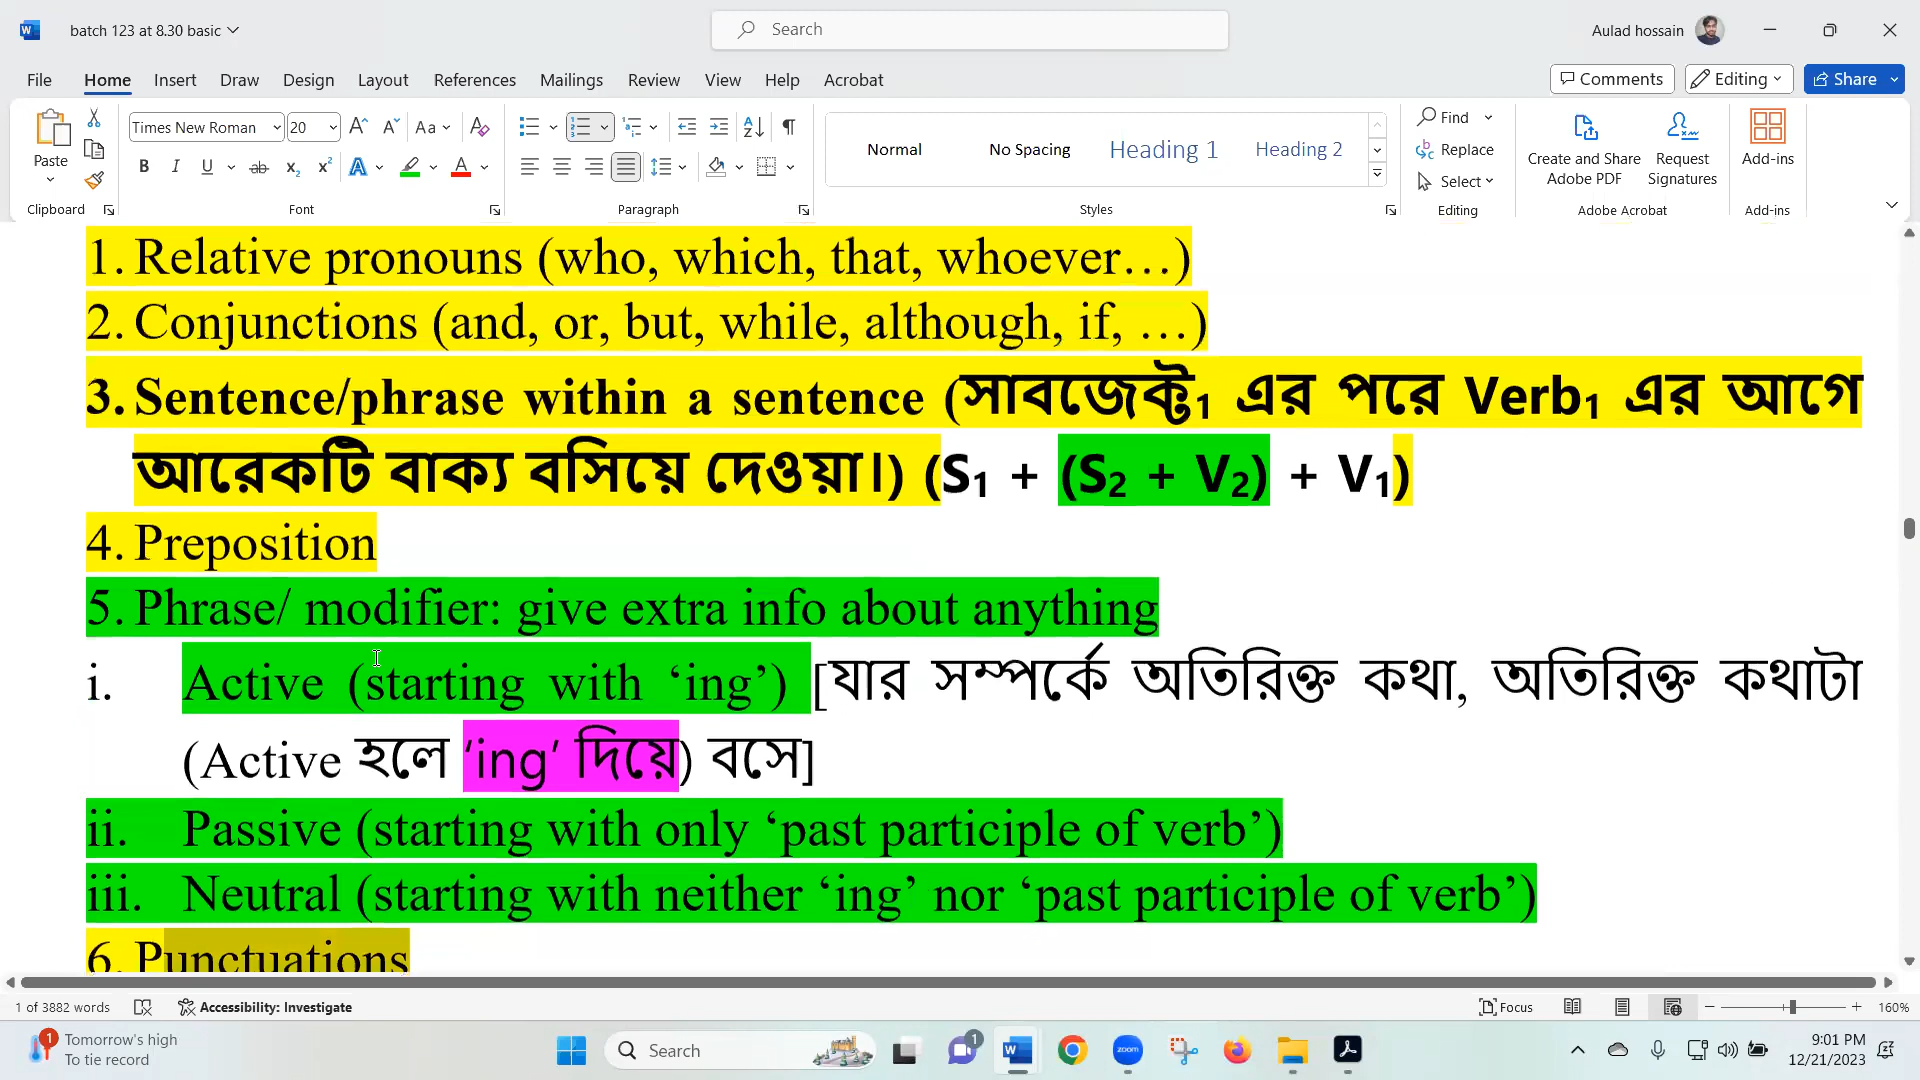 batch 123 at 8.30 basic
Search
Aulad hossain
File Home Insert Draw Design Layout References Mailings Review View Help Acrobat
Comments Editing Share
Paste
Times New Roman 20
Normal No Spacing Heading 1 Heading 2
Find
Replace
Select
Create and Share Adobe PDF
Request Signatures
Add-ins
Clipboard Font Paragraph Styles Editing Adobe Acrobat Add-ins
1. Relative pronouns (who, which, that, whoever…)
2. Conjunctions (and, or, but, while, although, if, …)
3. Sentence/phrase within a sentence (সাবজেক্ট₁ এর পরে Verb₁ এর আগে
আরেকটি বাক্য বসিয়ে দেওয়া।) (S₁ + (S₂ + V₂) + V₁)
4. Preposition
5. Phrase/ modifier: give extra info about anything
i. Active (starting with ‘ing’) [যার সম্পর্কে অতিরিক্ত কথা, অতিরিক্ত কথাটা
(Active হলে ‘ing’ দিয়ে) বসে]
ii. Passive (starting with only ‘past participle of verb’)
iii. Neutral (starting with neither ‘ing’ nor ‘past participle of verb’)
6. Punctuations
1 of 3882 words Accessibility: Investigate Focus 160%
Tomorrow's high
To tie record
Search
9:01 PM
12/21/2023